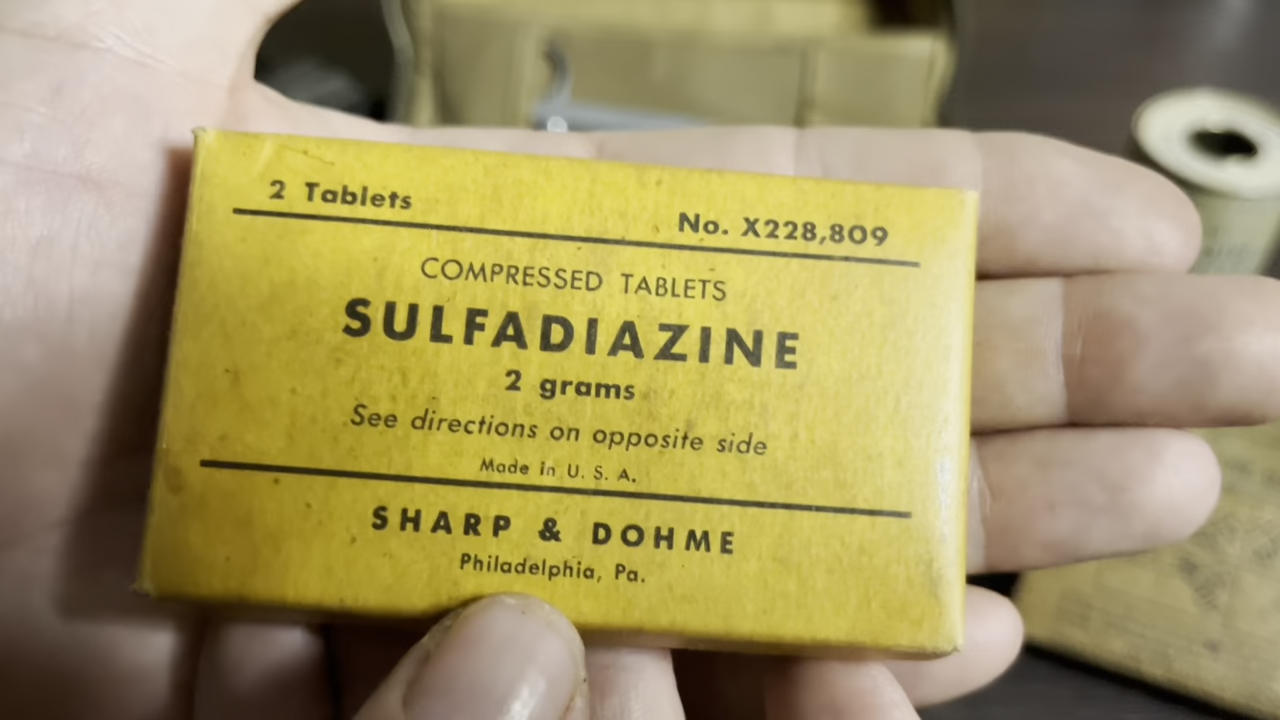 2 Tablets
No. X228,809
COMPRESSED TABLETS
SULFADIAZINE
2 grams
See directions on opposite side
Made in U. S. A.
SHARP & DOHME
Philadelphia, Pa.